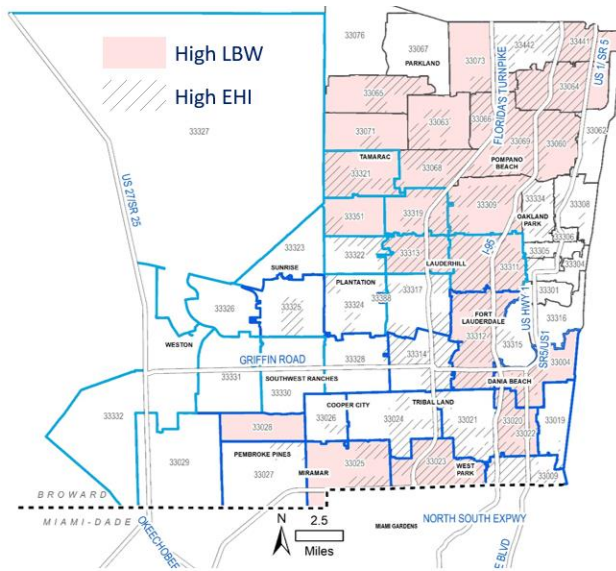 High LBW
High EHI
33076
33067
PARKLAND
33073
33442
33441
US 1/ SR 5
FLORIDA'S TURNPIKE
33065
33063
33066
33064
33062
33327
33071
33069
33060
TAMARAC
33321
33068
POMPANO
BEACH
US 27/SR 25
33351
33319
33309
33334
33308
OAKLAND
PARK
33323
SUNRISE
33322
33313
LAUDERHILL
I-95
33311
33306
33305
33304
PLANTATION
33326
33325
33324
33388
33317
US HWY 1
33301
33316
FORT
LAUDERDALE
33312
33315
SR5/US1
WESTON
GRIFFIN ROAD
33328
33314
33004
DANIA BEACH
33331
SOUTHWEST RANCHES
33330
33332
COOPER CITY
TRIBAL LAND
33026
33024
33021
33020
33019
33022
33028
33029
PEMBROKE PINES
33027
MIRAMAR
33025
33023
WEST
PARK
33009
BROWARD
MIAMI-DADE
OKEECHOBEE
N
2.5
Miles
MIAMI GARDENS
NORTH SOUTH EXPWY
E BLVD